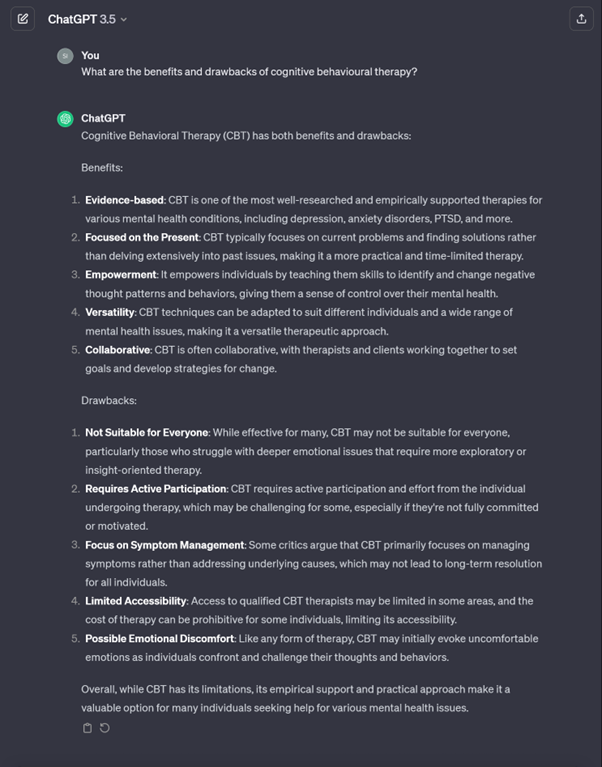 ChatGPT 3.5
You
What are the benefits and drawbacks of cognitive behavioural therapy?
ChatGPT
Cognitive Behavioral Therapy (CBT) has both benefits and drawbacks:
Benefits:
1. Evidence-based: CBT is one of the most well-researched and empirically supported therapies for
various mental health conditions, including depression, anxiety disorders, PTSD, and more.
2. Focused on the Present: CBT typically focuses on current problems and finding solutions rather
than delving extensively into past issues, making it a more practical and time-limited therapy.
3. Empowerment: It empowers individuals by teaching them skills to identify and change negative
thought patterns and behaviors, giving them a sense of control over their mental health.
4. Versatility: CBT techniques can be adapted to suit different individuals and a wide range of
mental health issues, making it a versatile therapeutic approach.
5. Collaborative: CBT is often collaborative, with therapists and clients working together to set
goals and develop strategies for change.
Drawbacks:
1. Not Suitable for Everyone: While effective for many, CBT may not be suitable for everyone,
particularly those who struggle with deeper emotional issues that require more exploratory or
insight-oriented therapy.
2. Requires Active Participation: CBT requires active participation and effort from the individual
undergoing therapy, which may be challenging for some, especially if they're not fully committed
or motivated.
3. Focus on Symptom Management: Some critics argue that CBT primarily focuses on managing
symptoms rather than addressing underlying causes, which may not lead to long-term resolution
for all individuals.
4. Limited Accessibility: Access to qualified CBT therapists may be limited in some areas, and the
cost of therapy can be prohibitive for some individuals, limiting its accessibility.
5. Possible Emotional Discomfort: Like any form of therapy, CBT may initially evoke uncomfortable
emotions as individuals confront and challenge their thoughts and behaviors.
Overall, while CBT has its limitations, its empirical support and practical approach make it a
valuable option for many individuals seeking help for various mental health issues.